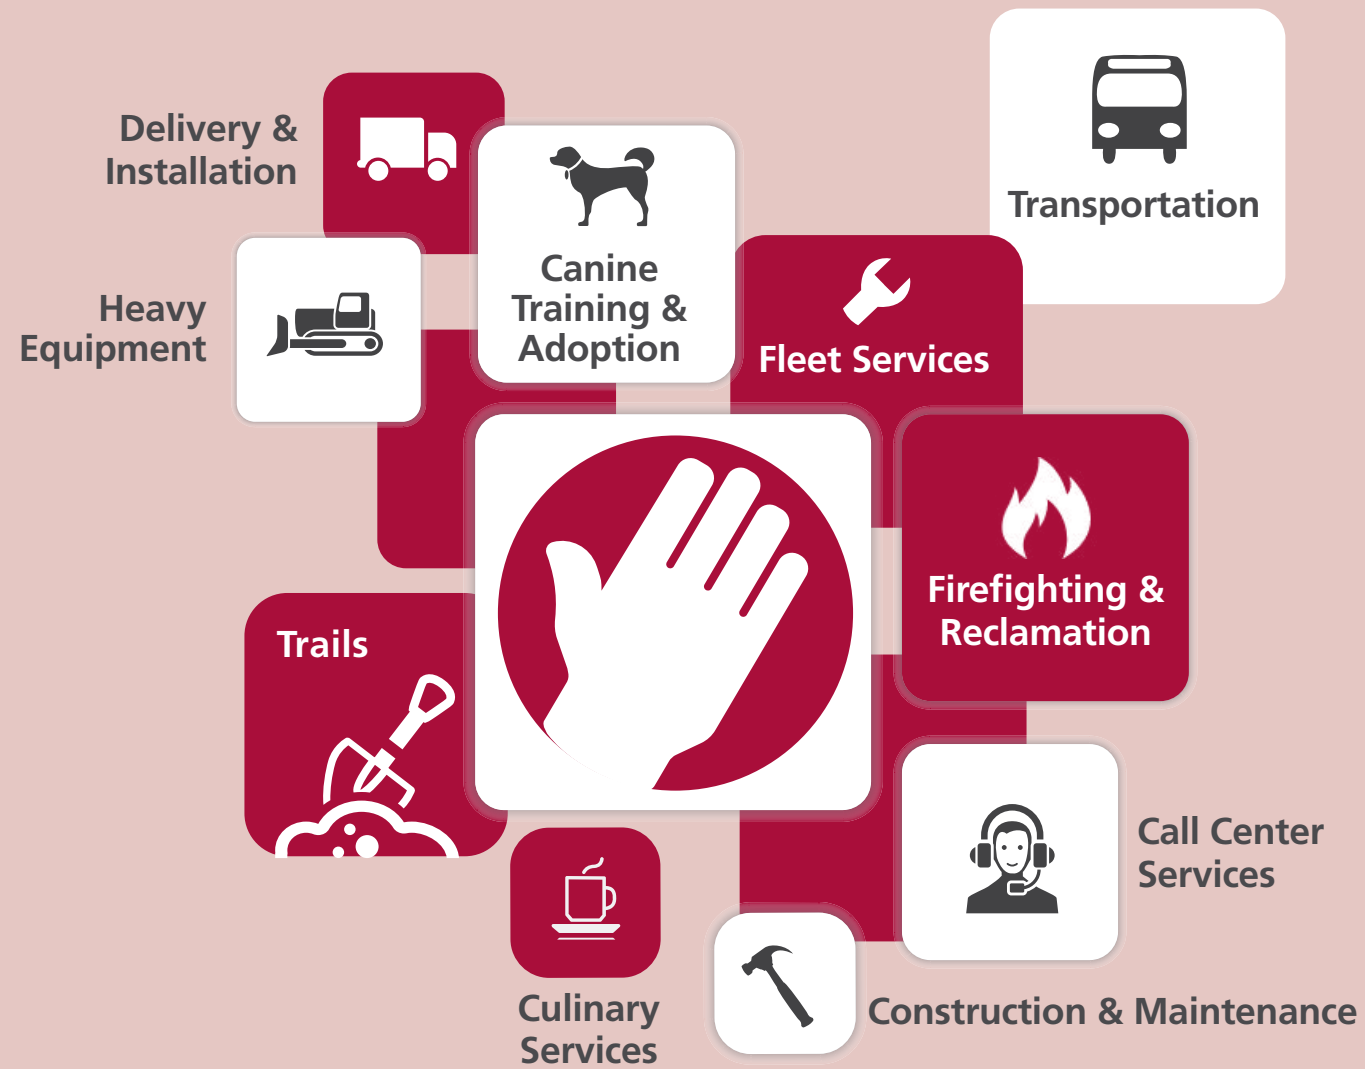 Delivery &
Installation
Transportation
Canine
Training &
Adoption
Heavy
Equipment
Fleet Services
Firefighting &
Reclamation
Trails
Call Center
Services
Culinary
Services
Construction & Maintenance